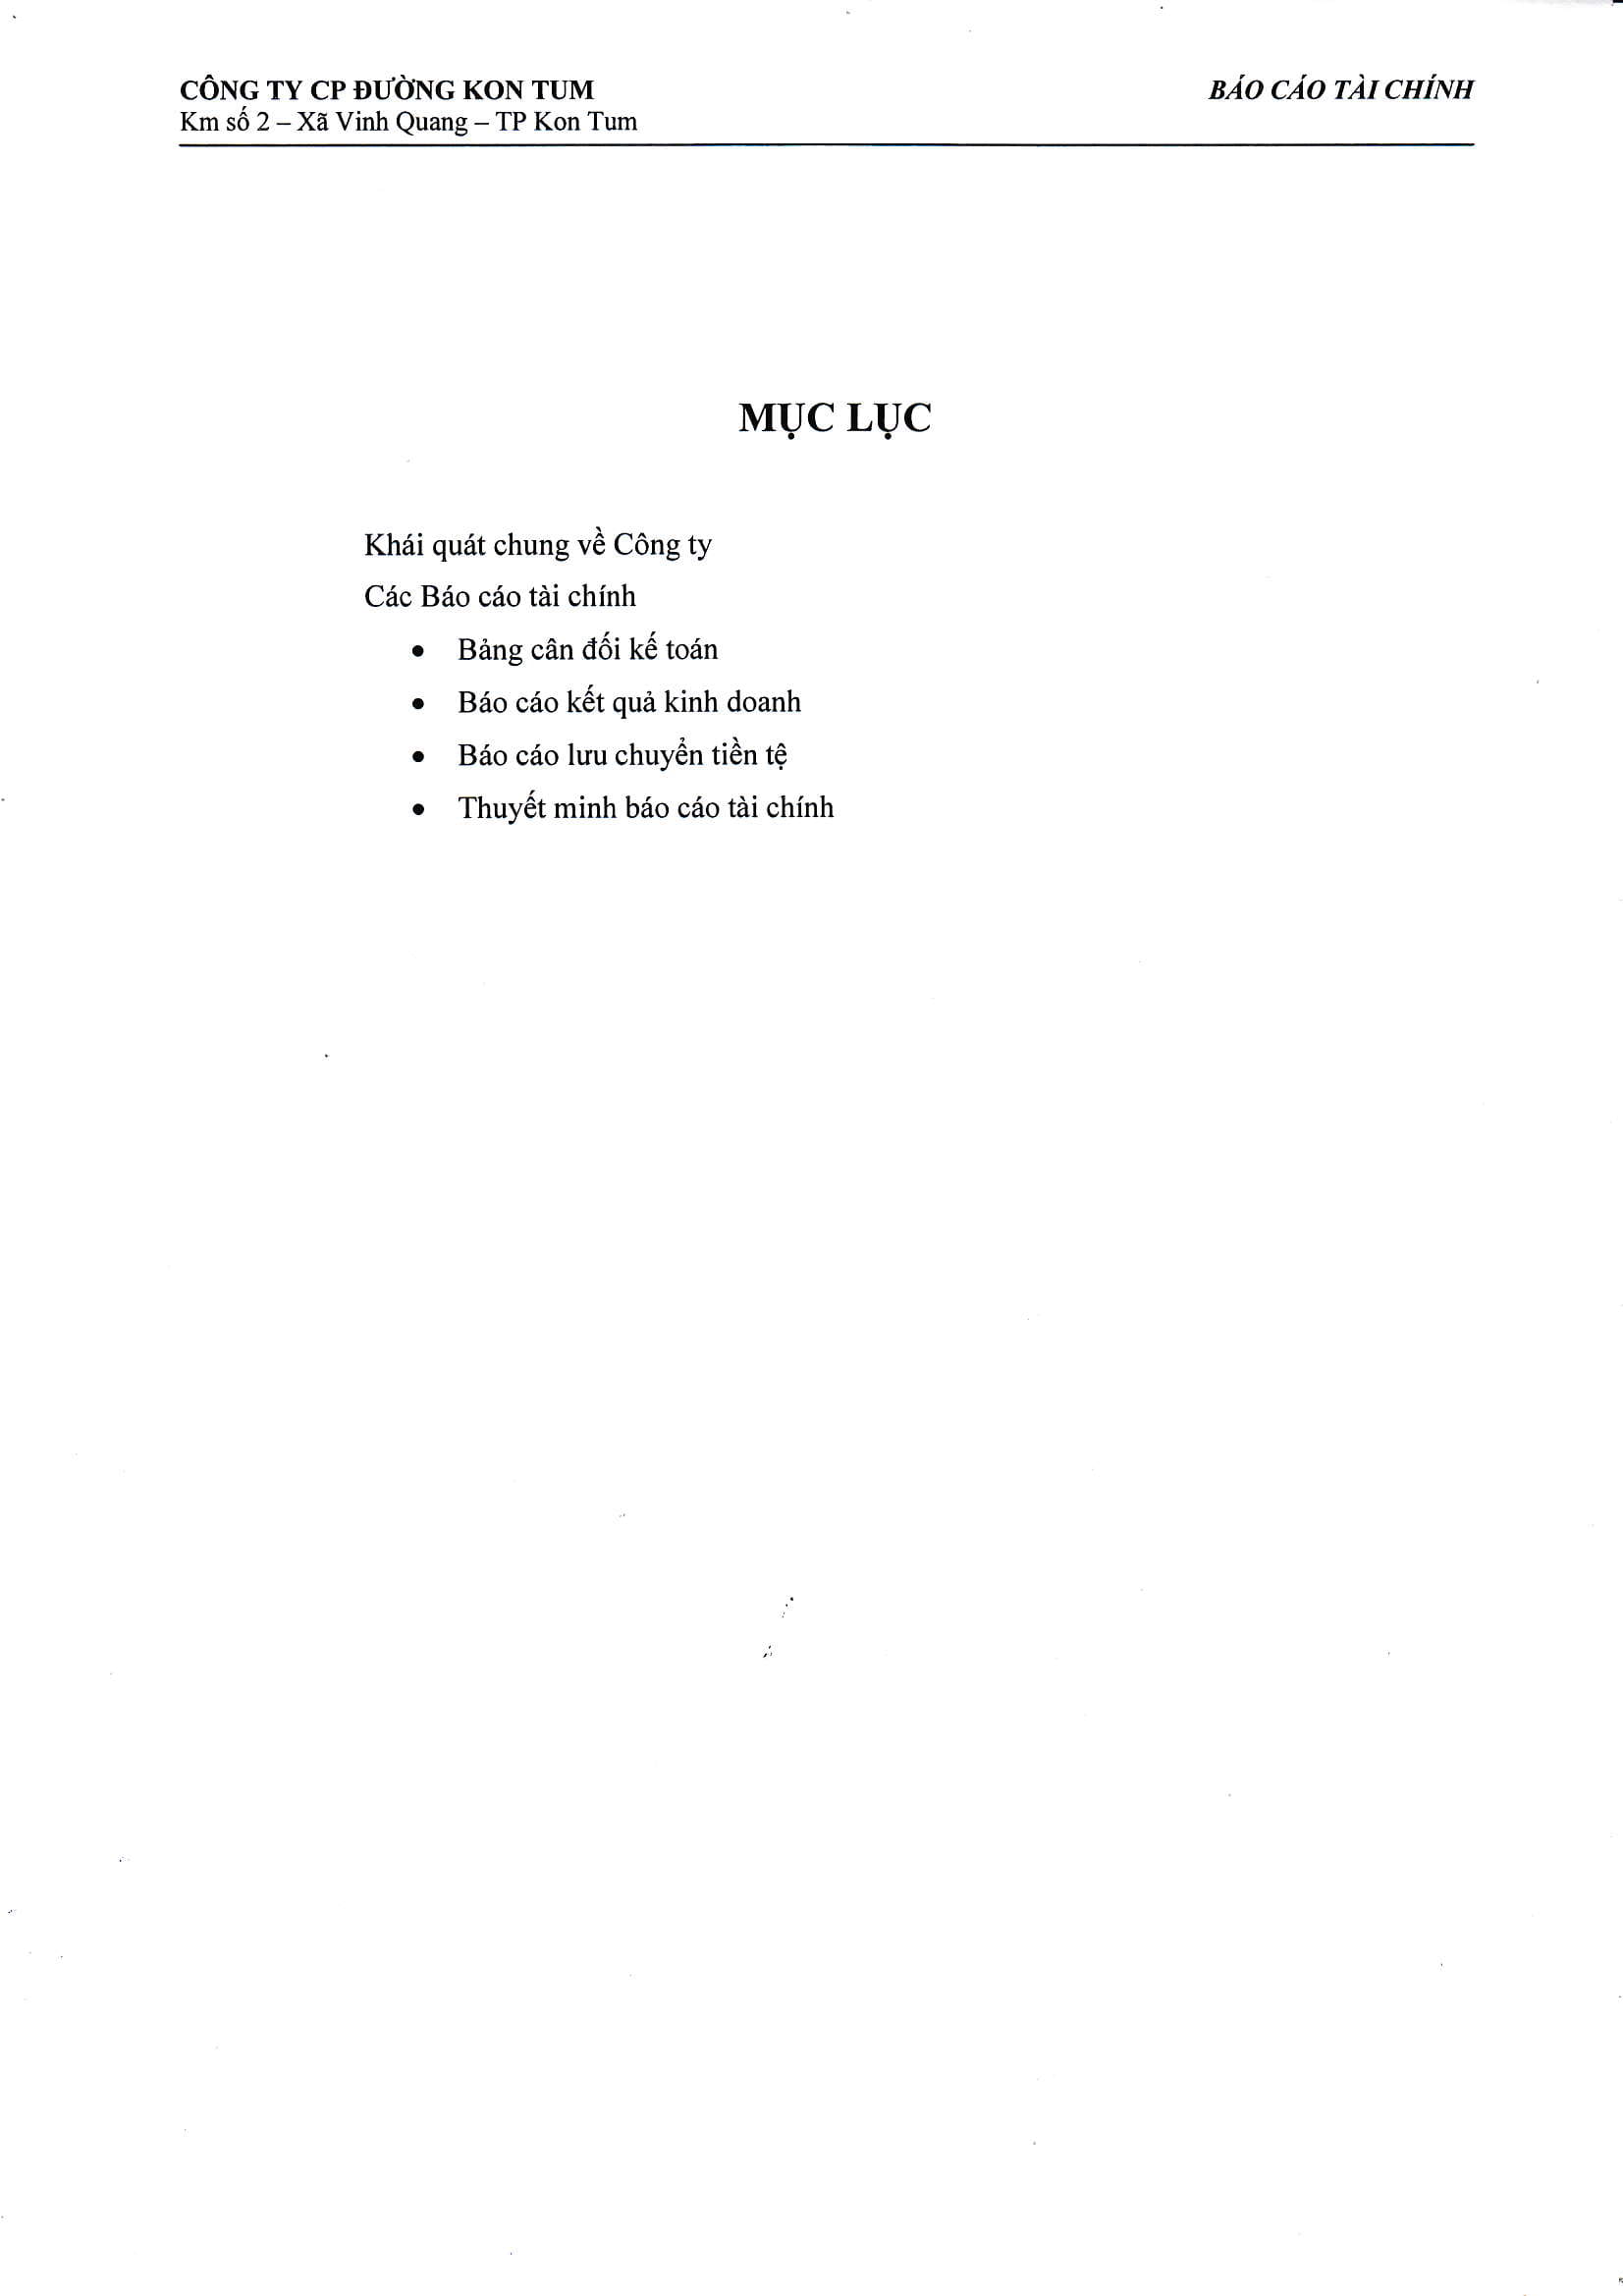 CÔNG TY CP ĐƯỜNG KON TUM
BÁO CÁO TÀI CHÍNH
Km số 2 – Xã Vinh Quang – TP Kon Tum
MỤC LỤC
Khái quát chung về Công ty
Các Báo cáo tài chính
• Bảng cân đối kế toán
• Báo cáo kết quả kinh doanh
• Báo cáo lưu chuyển tiền tệ
• Thuyết minh báo cáo tài chính